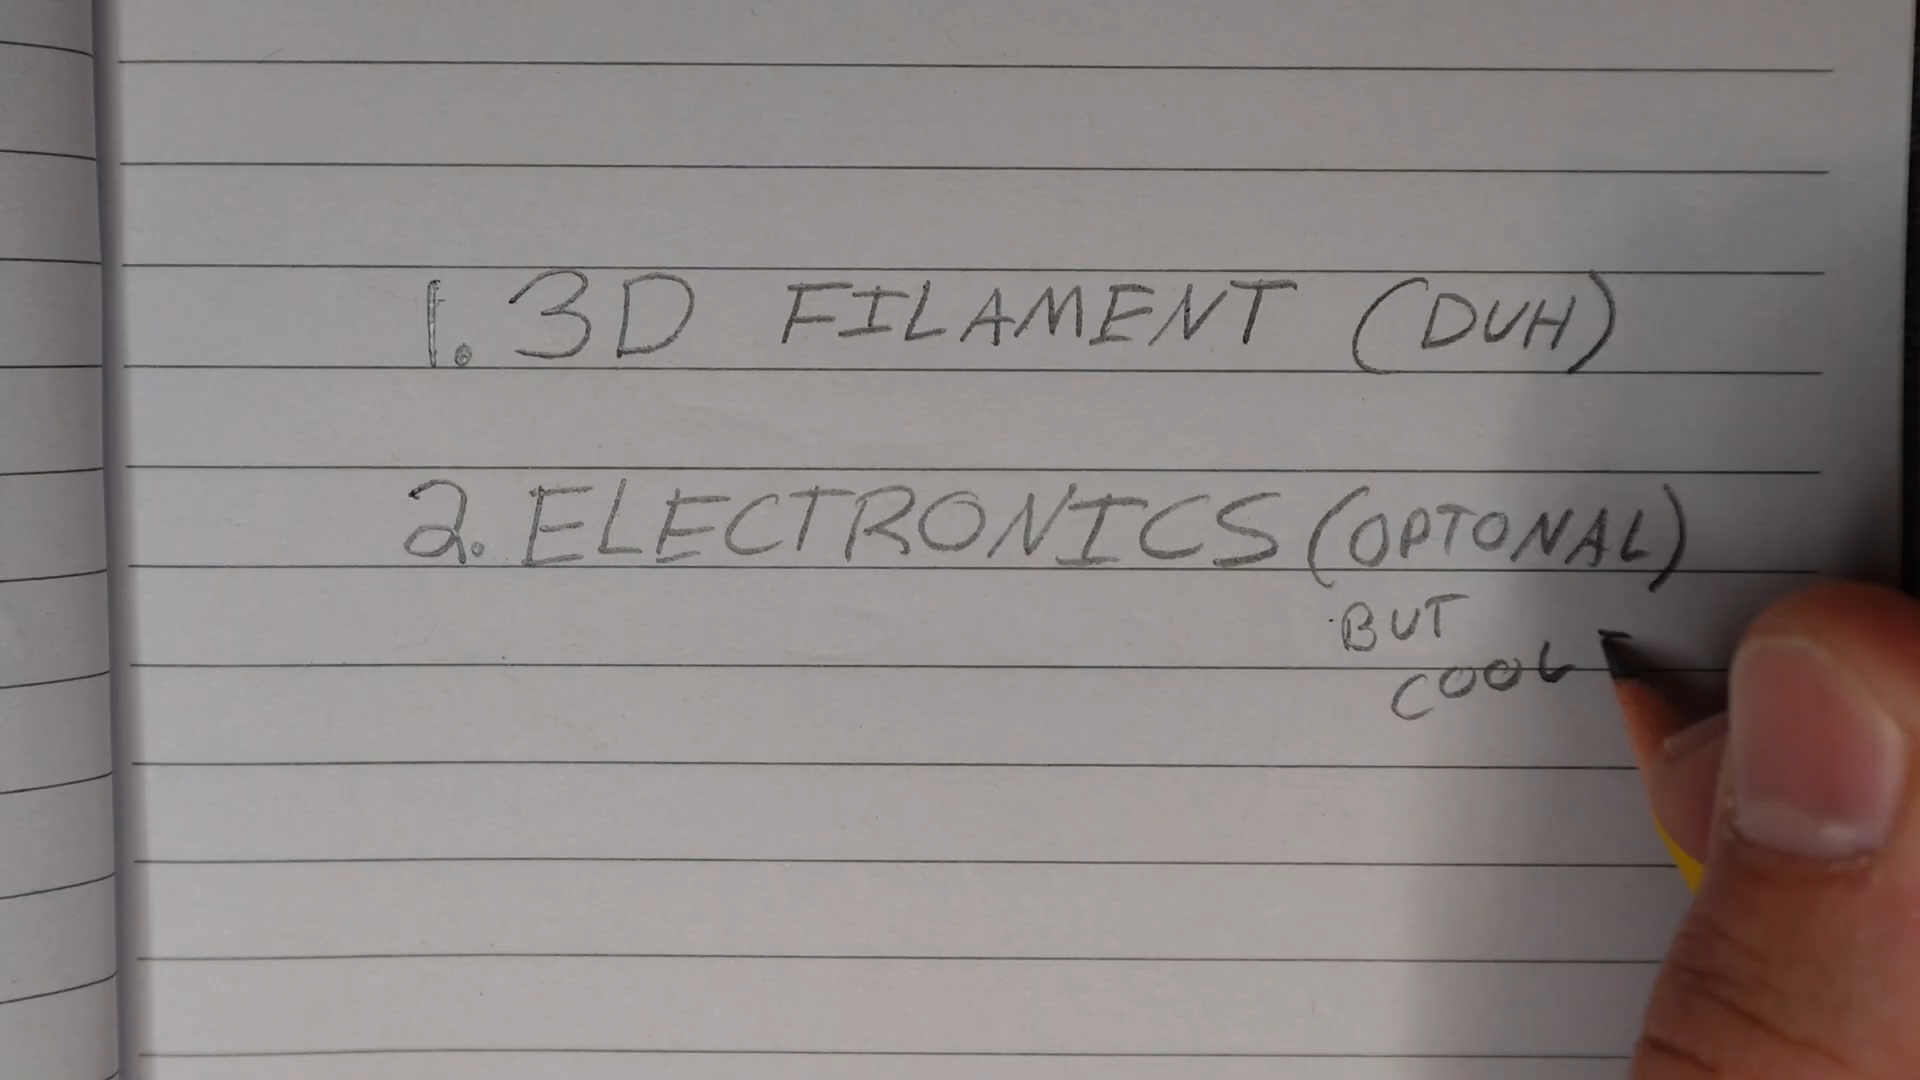 1. 3D FILAMENT (DUH)
2. ELECTRONICS (OPTONAL)
BUT
COOL